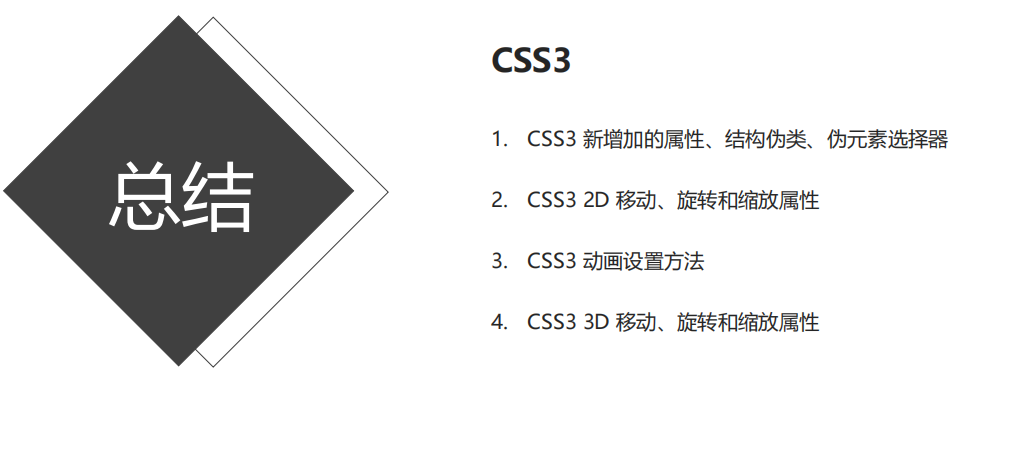 总结
CSS3
1. CSS3 新增加的属性、结构伪类、伪元素选择器
2. CSS3 2D 移动、旋转和缩放属性
3. CSS3 动画设置方法
4. CSS3 3D 移动、旋转和缩放属性